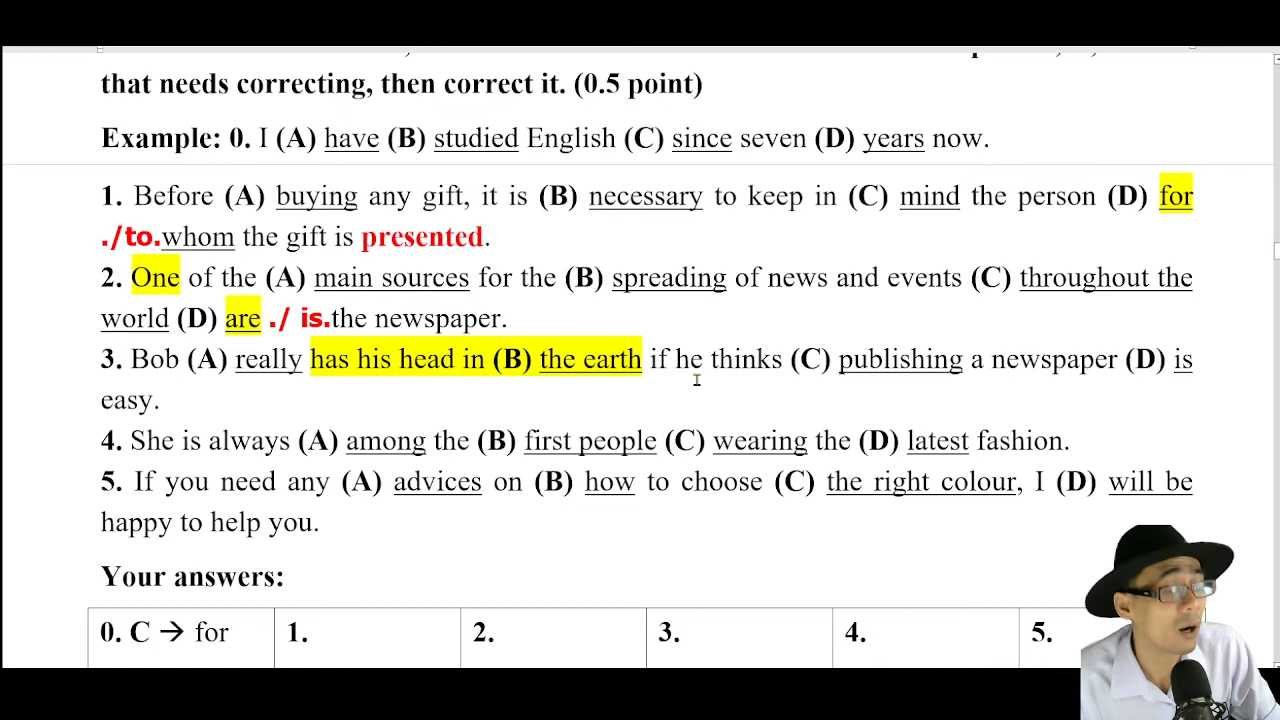 that needs correcting, then correct it. (0.5 point)
Example: 0. I (A) have (B) studied English (C) since seven (D) years now.
1. Before (A) buying any gift, it is (B) necessary to keep in (C) mind the person (D) for
./to.whom the gift is presented.
2. One of the (A) main sources for the (B) spreading of news and events (C) throughout the
world (D) are ./ is.the newspaper.
3. Bob (A) really has his head in (B) the earth if he thinks (C) publishing a newspaper (D) is
easy.
4. She is always (A) among the (B) first people (C) wearing the (D) latest fashion.
5. If you need any (A) advices on (B) how to choose (C) the right colour, I (D) will be
happy to help you.
Your answers:
0. C → for 1. 2. 3. 4. 5.